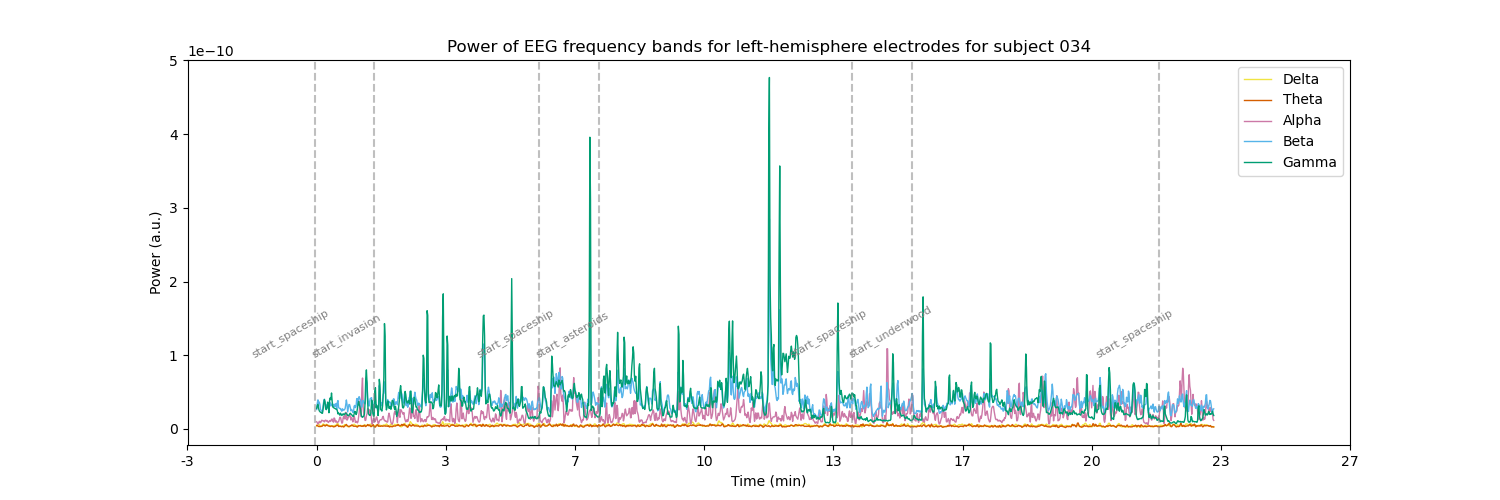 Power of EEG frequency bands for left-hemisphere electrodes for subject 034
1e−10
5
4
3
2
1
0
Power (a.u.)
Delta
Theta
Alpha
Beta
Gamma
start_spaceship
start_invasion
start_spaceship
start_asteroids
start_spaceship
start_underwood
start_spaceship
-3 0 3 7 10 13 17 20 23 27
Time (min)